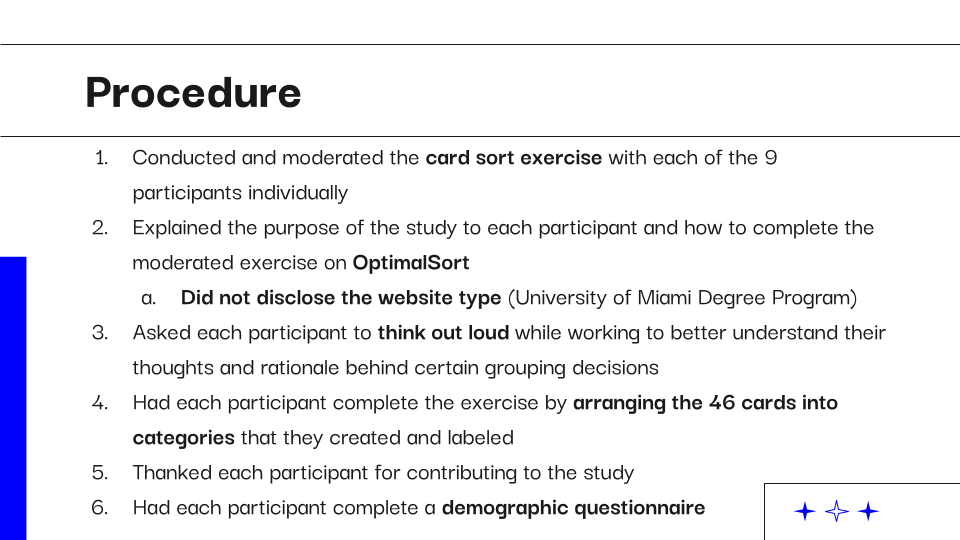 Procedure
1. Conducted and moderated the card sort exercise with each of the 9
participants individually
2. Explained the purpose of the study to each participant and how to complete the
moderated exercise on OptimalSort
a. Did not disclose the website type (University of Miami Degree Program)
3. Asked each participant to think out loud while working to better understand their
thoughts and rationale behind certain grouping decisions
4. Had each participant complete the exercise by arranging the 46 cards into
categories that they created and labeled
5. Thanked each participant for contributing to the study
6. Had each participant complete a demographic questionnaire